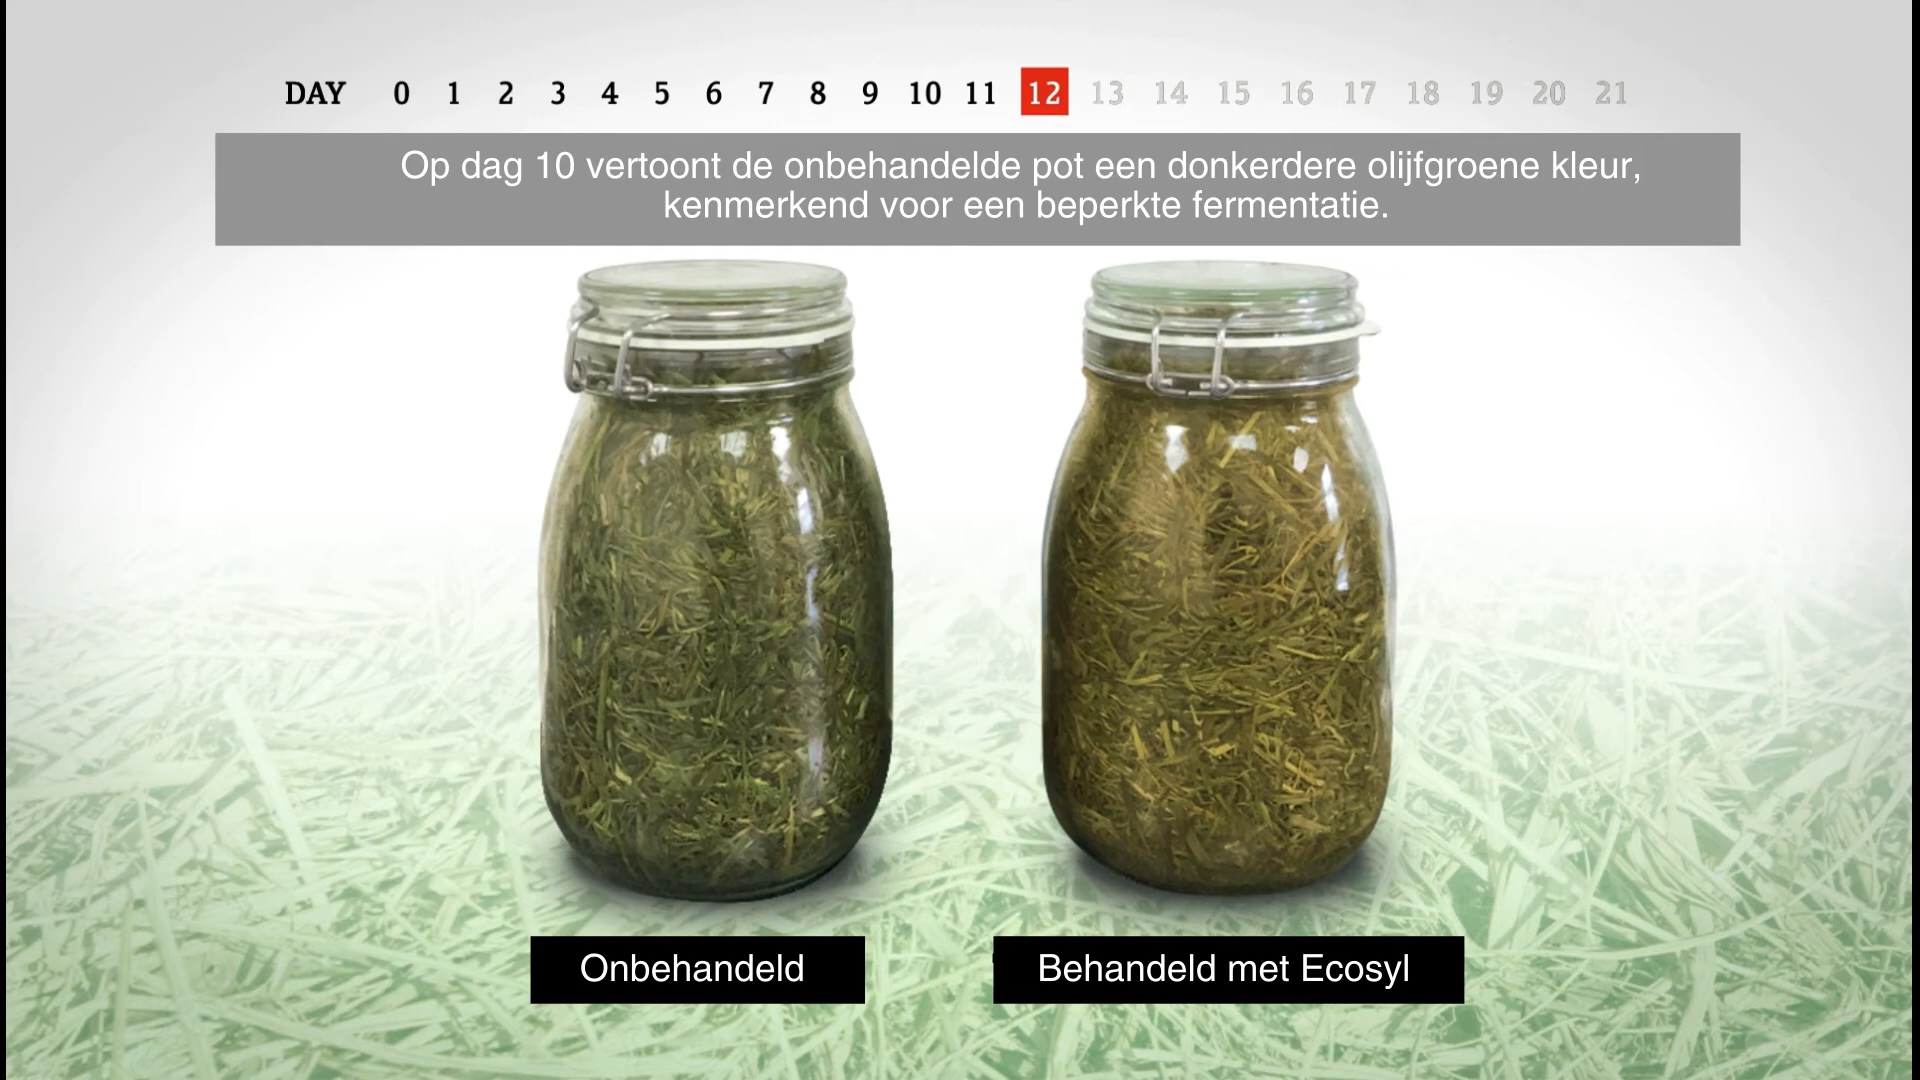 DAY 0 1 2 3 4 5 6 7 8 9 10 11 12 13 14 15 16 17 18 19 20 21
Op dag 10 vertoont de onbehandelde pot een donkerdere olijfgroene kleur,
kenmerkend voor een beperkte fermentatie.
Onbehandeld
Behandeld met Ecosyl